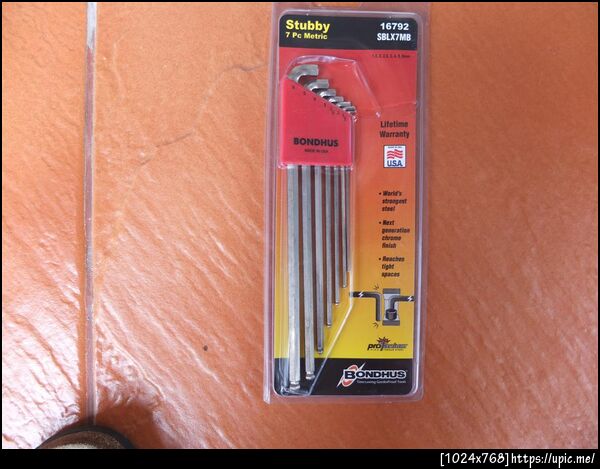 Stubby
7 Pc Metric
16792
SBLX7MB
BONDHUS
MADE IN USA
Lifetime
Warranty
USA
• World's
strongest
steel
• Next
generation
chrome
finish
• Reaches
tight
spaces
BONDHUS
[1024x768]https://upic.me/